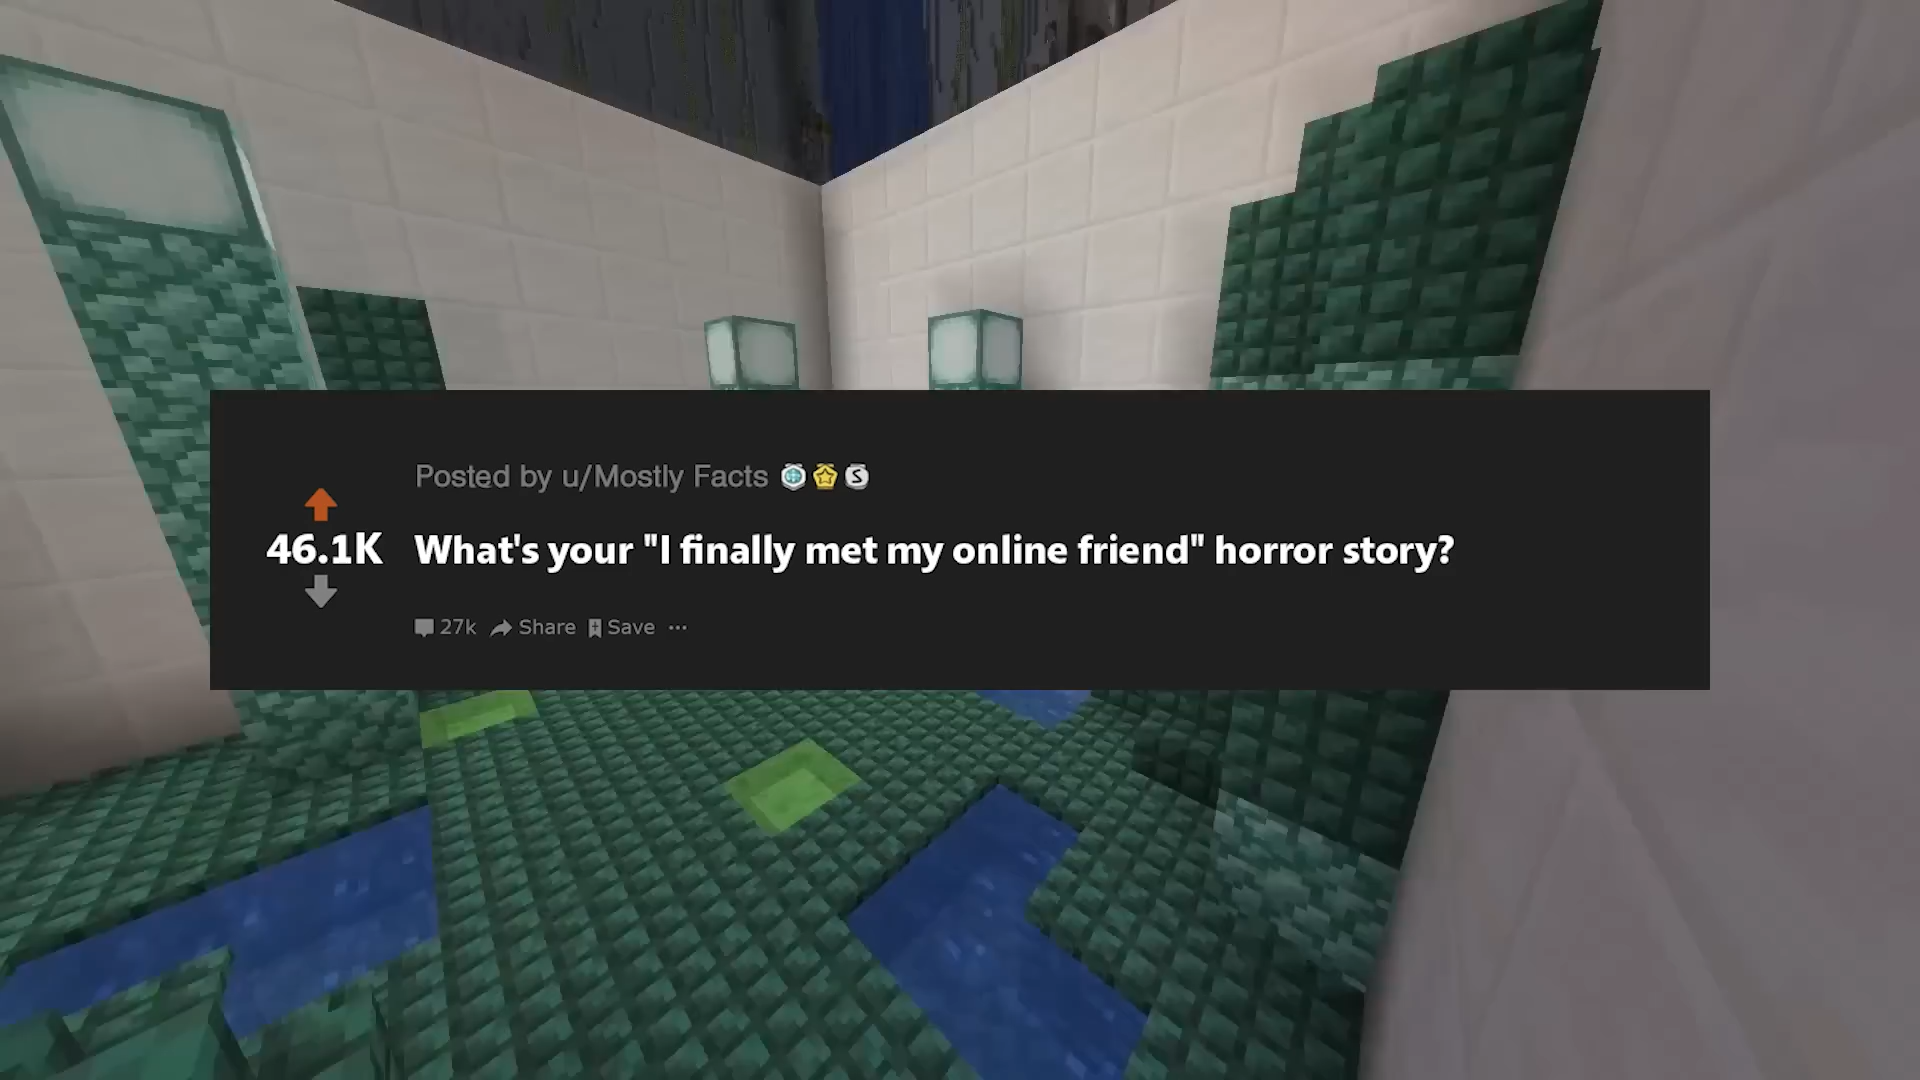 Posted by u/Mostly Facts
46.1K
What's your "I finally met my online friend" horror story?
27k Share Save ...